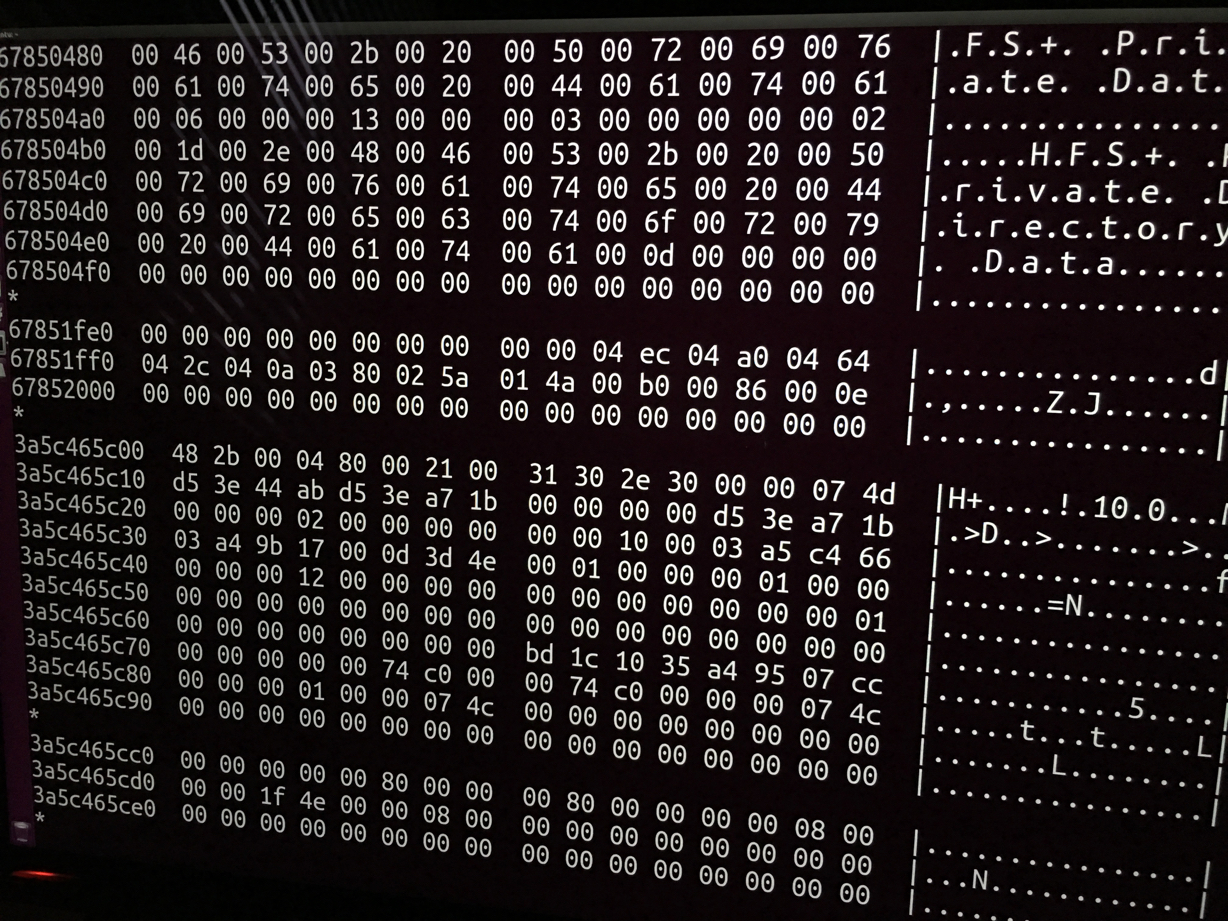 67850480 00 46 00 53 00 2b 00 20 00 50 00 72 00 69 00 76 |.F.S.+. .P.r.i.
67850490 00 61 00 74 00 65 00 20 00 44 00 61 00 74 00 61 |.a.t.e. .D.a.t.
678504a0 00 06 00 00 00 13 00 00 00 03 00 00 00 00 00 02 |...............
678504b0 00 1d 00 2e 00 48 00 46 00 53 00 2b 00 20 00 50 |.....H.F.S.+. .
678504c0 00 72 00 69 00 76 00 61 00 74 00 65 00 20 00 44 |.r.i.v.a.t.e. .D
678504d0 00 69 00 72 00 65 00 63 00 74 00 6f 00 72 00 79 |.i.r.e.c.t.o.r.y
678504e0 00 20 00 44 00 61 00 74 00 61 00 0d 00 00 00 00 |. .D.a.t.a......
678504f0 00 00 00 00 00 00 00 00 00 00 00 00 00 00 00 00 |................
*
67851fe0 00 00 00 00 00 00 00 00 00 00 04 ec 04 a0 04 64 |...............d|
67851ff0 04 2c 04 0a 03 80 02 5a 01 4a 00 b0 00 86 00 0e |.,.....Z.J......|
67852000 00 00 00 00 00 00 00 00 00 00 00 00 00 00 00 00 |................|
*
3a5c465c00 48 2b 00 04 80 00 21 00 31 30 2e 30 00 00 07 4d |H+....!.10.0...
3a5c465c10 d5 3e 44 ab d5 3e a7 1b 00 00 00 00 d5 3e a7 1b |.>D..>.......>..
3a5c465c20 00 00 00 02 00 00 00 00 00 00 10 00 03 a5 c4 66 |...............f
3a5c465c30 03 a4 9b 17 00 0d 3d 4e 00 01 00 00 00 01 00 00 |......=N........
3a5c465c40 00 00 00 12 00 00 00 00 00 00 00 00 00 00 00 01 |................
3a5c465c50 00 00 00 00 00 00 00 00 00 00 00 00 00 00 00 00 |................
3a5c465c60 00 00 00 00 00 00 00 00 bd 1c 10 35 a4 95 07 cc |...........5....
3a5c465c70 00 00 00 00 00 74 c0 00 00 74 c0 00 00 00 07 4c |.....t...t.....L|
3a5c465c80 00 00 00 01 00 00 07 4c 00 00 00 00 00 00 00 00 |.......L........|
3a5c465c90 00 00 00 00 00 00 00 00 00 00 00 00 00 00 00 00 |................|
*
3a5c465cc0 00 00 00 00 00 80 00 00 00 80 00 00 00 00 08 00 |................|
3a5c465cd0 00 00 1f 4e 00 00 08 00 00 00 00 00 00 00 00 00 |...N............|
3a5c465ce0 00 00 00 00 00 00 00 00 00 00 00 00 00 00 00 00 |................
*